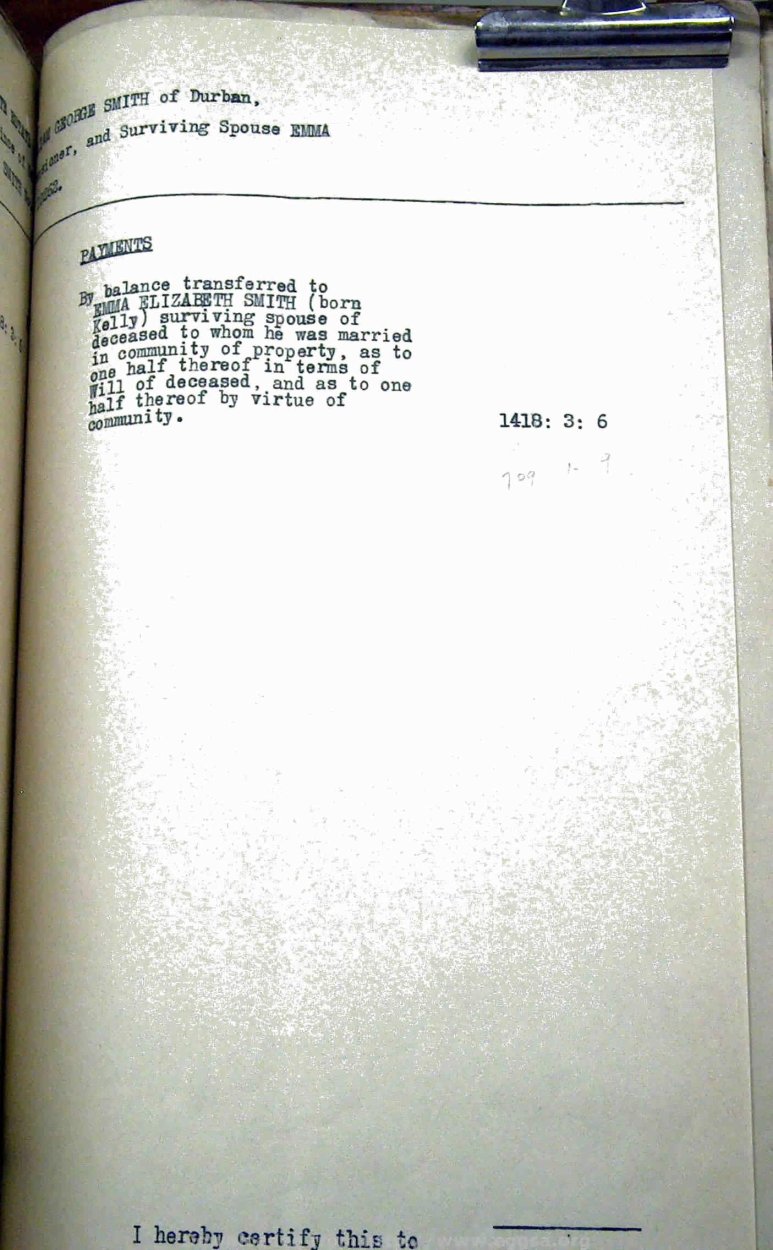 GEORGE SMITH of Durban,
and Surviving Spouse EMMA
PAYMENTS
By balance transferred to
EMMA ELIZABETH SMITH (born
Kelly) surviving spouse of
deceased to whom he was married
in community of property, as to
one half thereof in terms of
Will of deceased, and as to one
half thereof by virtue of
community.
1418: 3: 6
709 1- 9
I hereby certify this to
www.eggsa.org